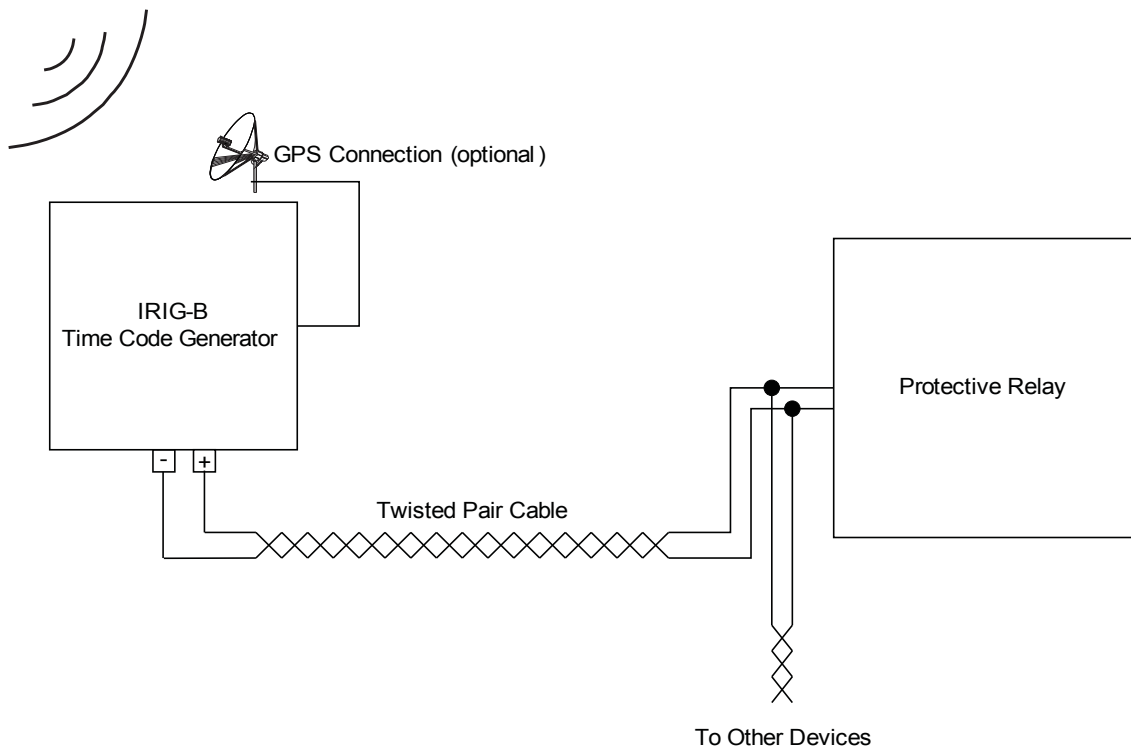 GPS Connection (optional)
IRIG-B
Time Code Generator
Protective Relay
- +
Twisted Pair Cable
To Other Devices